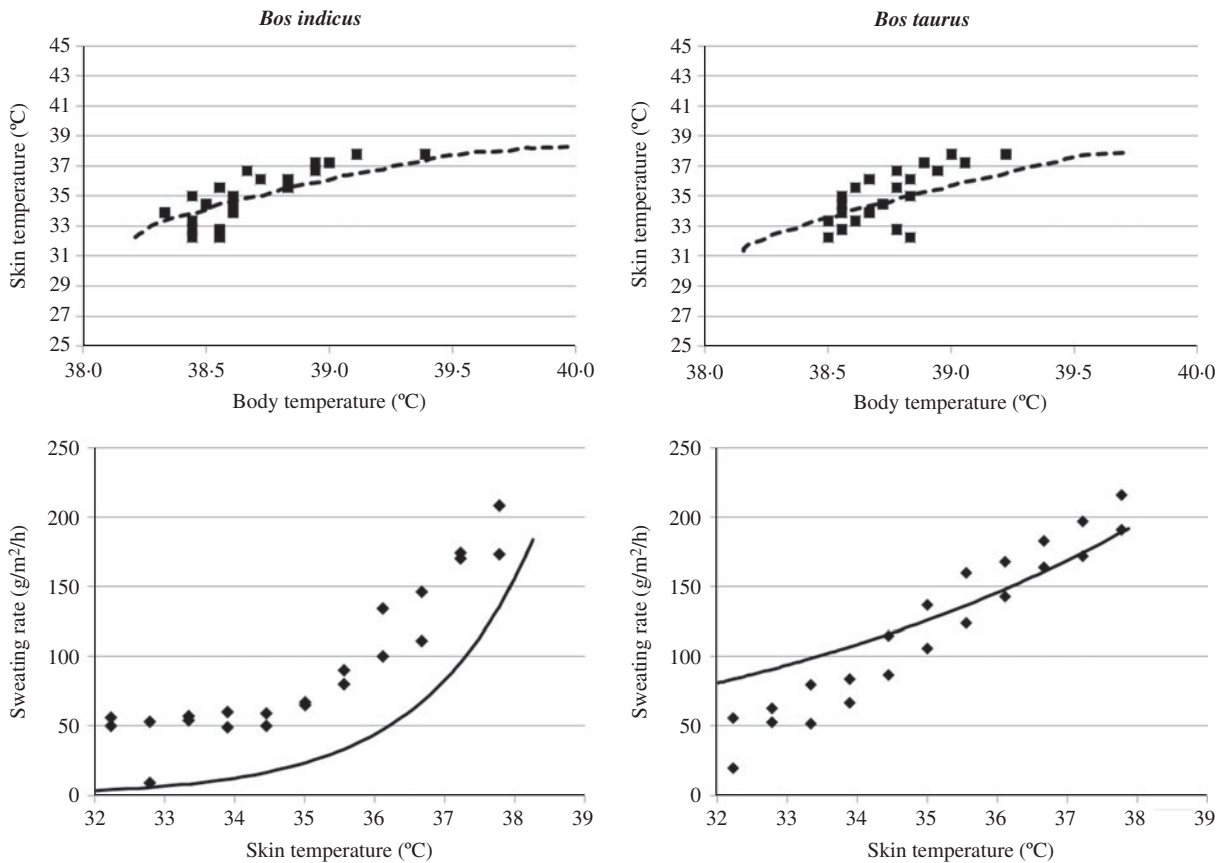 Bos indicus
Bos taurus
45
43
41
39
37
35
33
31
29
27
25
Skin temperature (ºC)
38·0 38·5 39·0 39·5 40·0
Body temperature (ºC)
45
43
41
39
37
35
33
31
29
27
25
Skin temperature (ºC)
38·0 38·5 39·0 39·5 40·0
Body temperature (ºC)
250
200
150
100
50
0
Sweating rate (g/m²/h)
32 33 34 35 36 37 38 39
Skin temperature (ºC)
250
200
150
100
50
0
Sweating rate (g/m²/h)
32 33 34 35 36 37 38 39
Skin temperature (ºC)